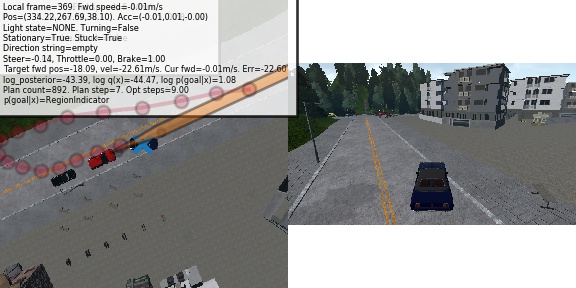 Local frame=369. Fwd speed=-0.01m/s
Pos=(334.22,267.69,38.10). Acc=(-0.01,0.01,-0.00)
Light state=NONE. Turning=False
Stationary=True. Stuck=True
Direction string=empty
Steer=-0.14, Throttle=0.00, Brake=1.00
Target fwd pos=-18.09, vel=-22.61m/s. Cur fwd=-0.01m/s. Err=-22.60
log_posterior=-43.39, log q(x)=-44.47, log p(goal|x)=1.08
Plan count=892. Plan step=7. Opt steps=9.00
p(goal|x)=RegionIndicator